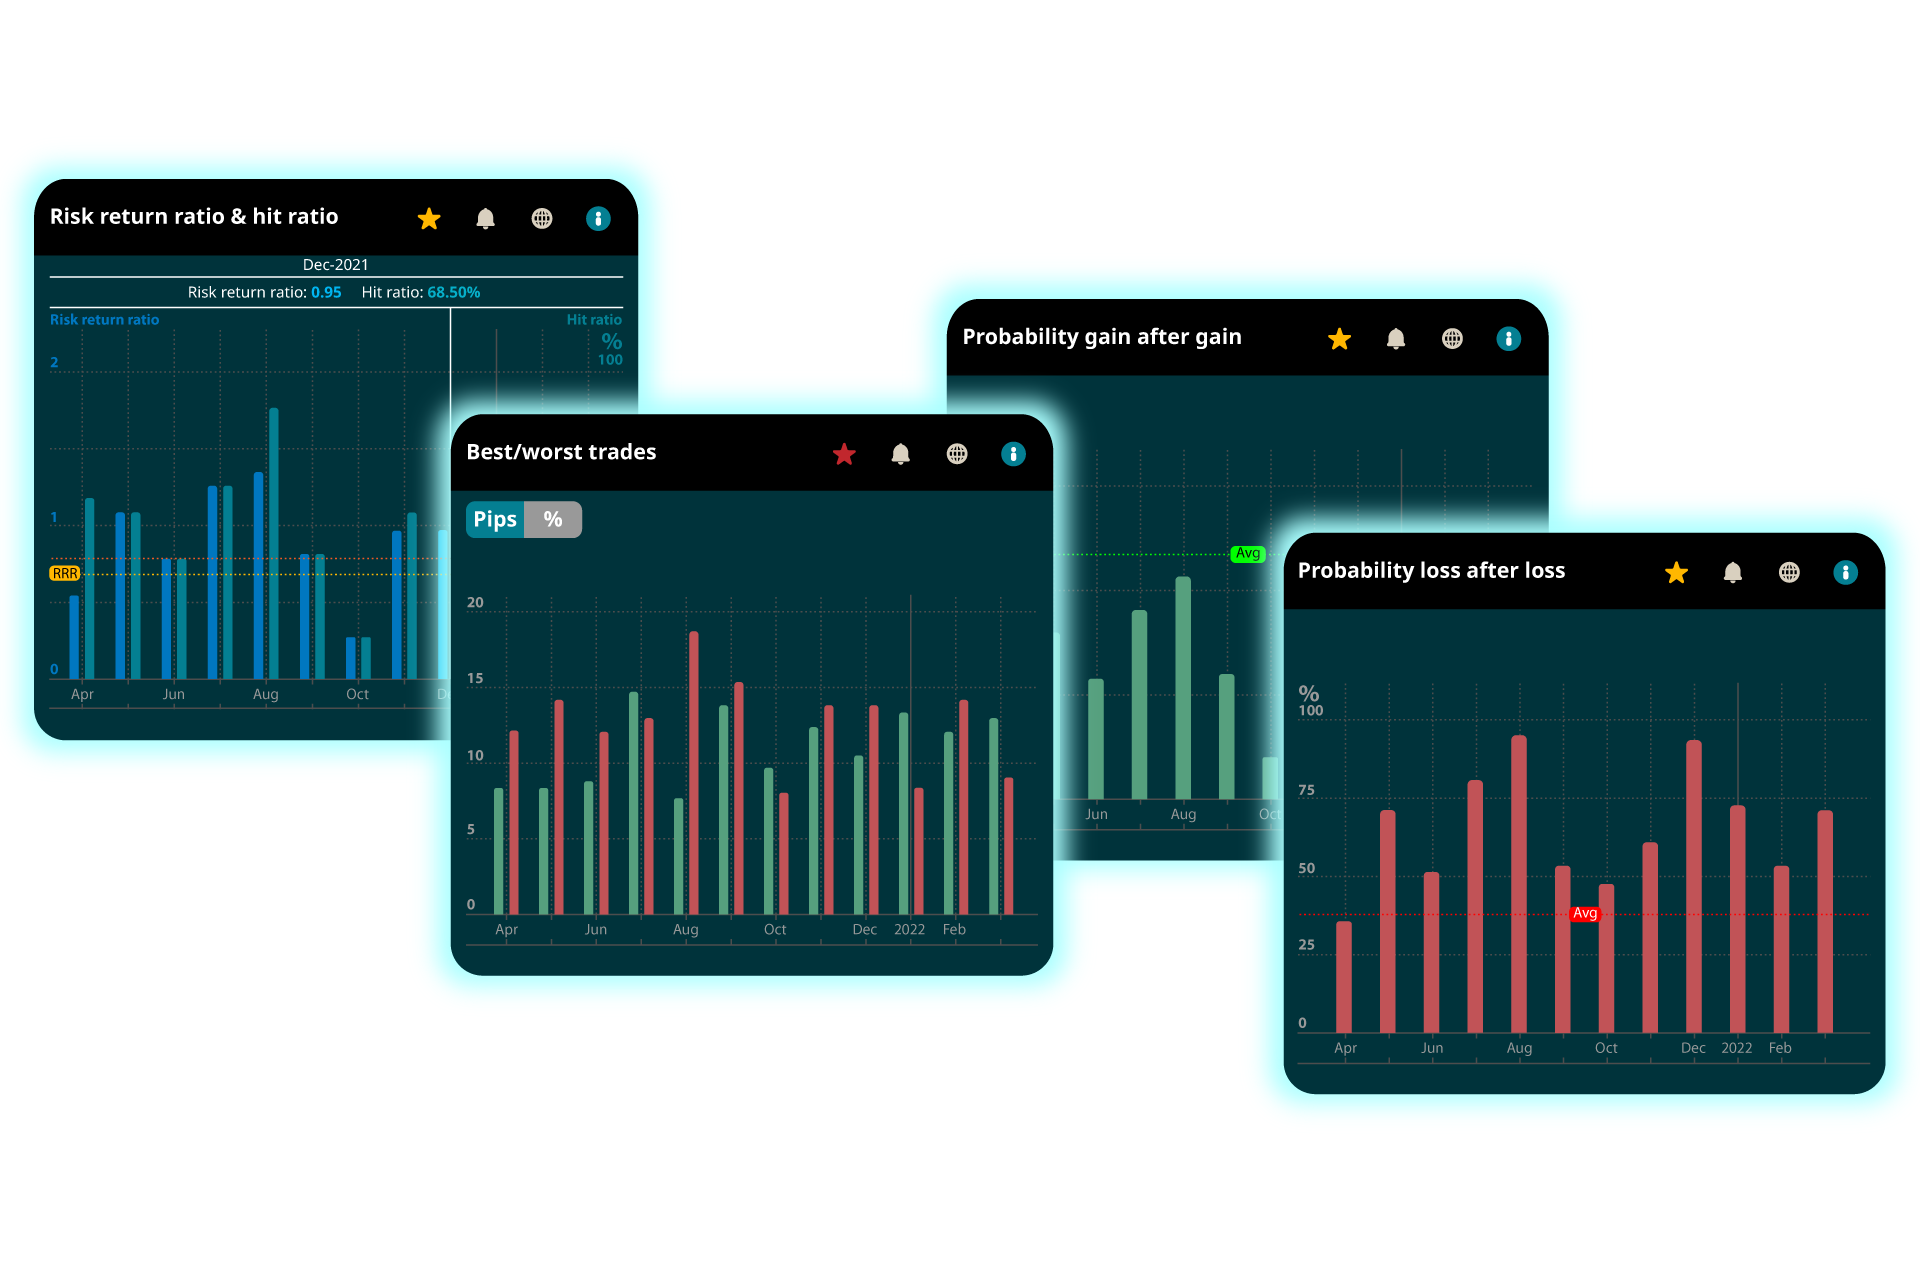 Risk return ratio & hit ratio
Dec-2021
Risk return ratio: 0.95 Hit ratio: 68.50%
Risk return ratio Hit ratio
%
2 100
1
RRR
0
Apr Jun Aug Oct
Best/worst trades
Pips %
20
15
10
5
0
Apr Jun Aug Oct Dec 2022 Feb
Probability gain after gain
Avg
Jun Aug Oct
Probability loss after loss
%
100
75
50
Avg
25
0
Apr Jun Aug Oct Dec 2022 Feb